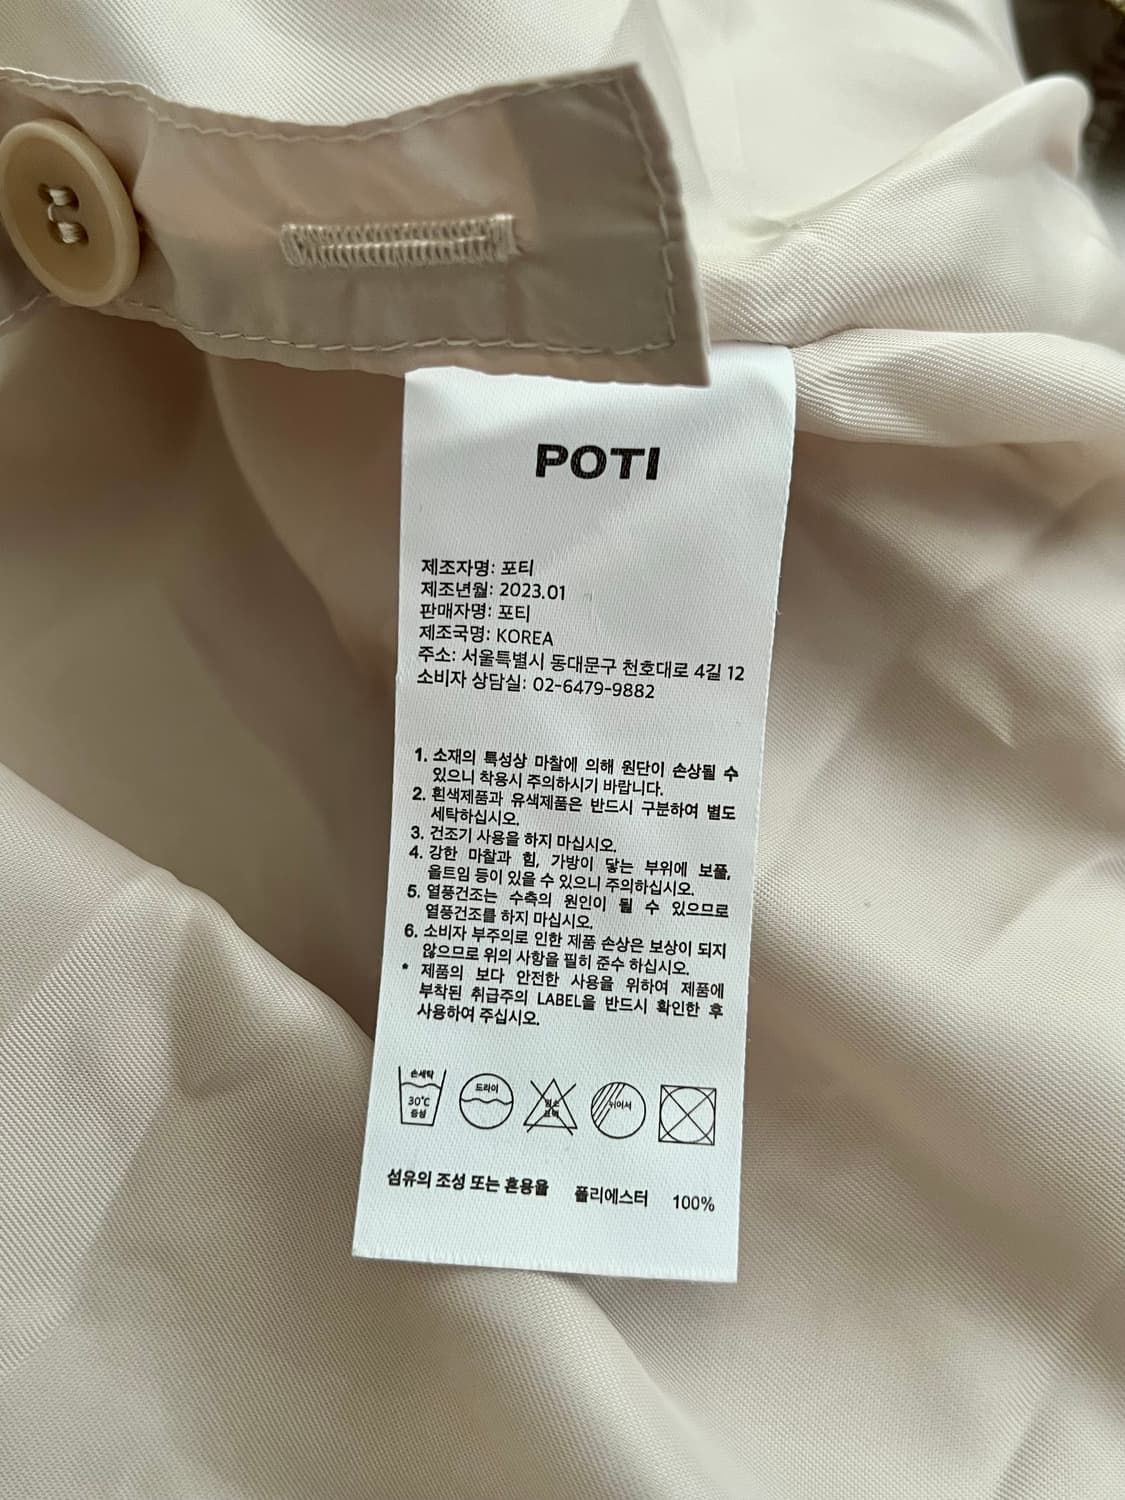 POTI
제조자명: 포티
제조년월: 2023.01
판매자명: 포티
제조국명: KOREA
주소: 서울특별시 동대문구 천호대로 4길 12
소비자 상담실: 02-6479-9882
1. 소재의 특성상 마찰에 의해 원단이 손상될 수
있으니 착용시 주의하시기 바랍니다.
2. 흰색제품과 유색제품은 반드시 구분하여 별도
세탁하십시오.
3. 건조기 사용을 하지 마십시오.
4. 강한 마찰과 힘, 가방이 닿는 부위에 보풀,
올트임 등이 있을 수 있으니 주의하십시오.
5. 열풍건조는 수축의 원인이 될 수 있으므로
열풍건조를 하지 마십시오.
6. 소비자 부주의로 인한 제품 손상은 보상이 되지
않으므로 위의 사항을 필히 준수 하십시오.
* 제품의 보다 안전한 사용을 위하여 제품에
부착된 취급주의 LABEL을 반드시 확인한 후
사용하여 주십시오.
손세탁
30℃
중성
드라이
염소
표백
뉘어서
섬유의 조성 또는 혼용율 폴리에스터 100%